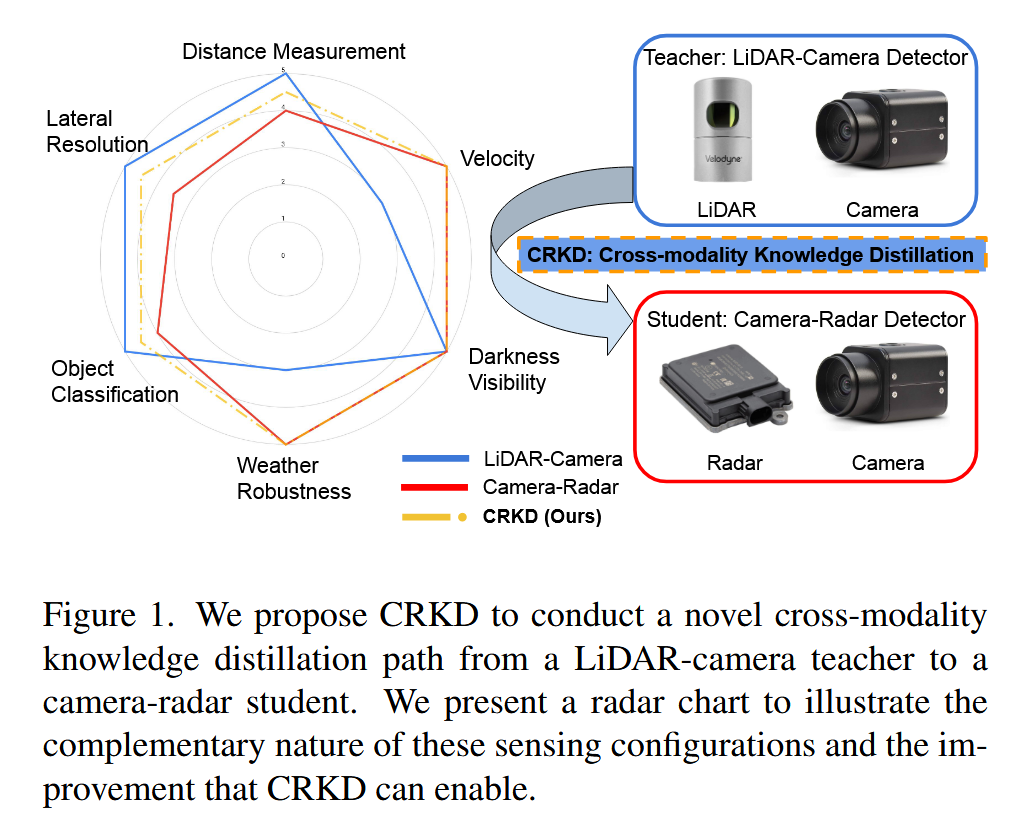 Distance Measurement
Teacher: LiDAR-Camera Detector
5
4
3
2
1
0
Lateral
Resolution
Velocity
Velodyne
LiDAR
Camera
CRKD: Cross-modality Knowledge Distillation
Student: Camera-Radar Detector
Object
Classification
Darkness
Visibility
Radar
Camera
Weather
Robustness
LiDAR-Camera
Camera-Radar
CRKD (Ours)
Figure 1. We propose CRKD to conduct a novel cross-modality
knowledge distillation path from a LiDAR-camera teacher to a
camera-radar student. We present a radar chart to illustrate the
complementary nature of these sensing configurations and the im-
provement that CRKD can enable.